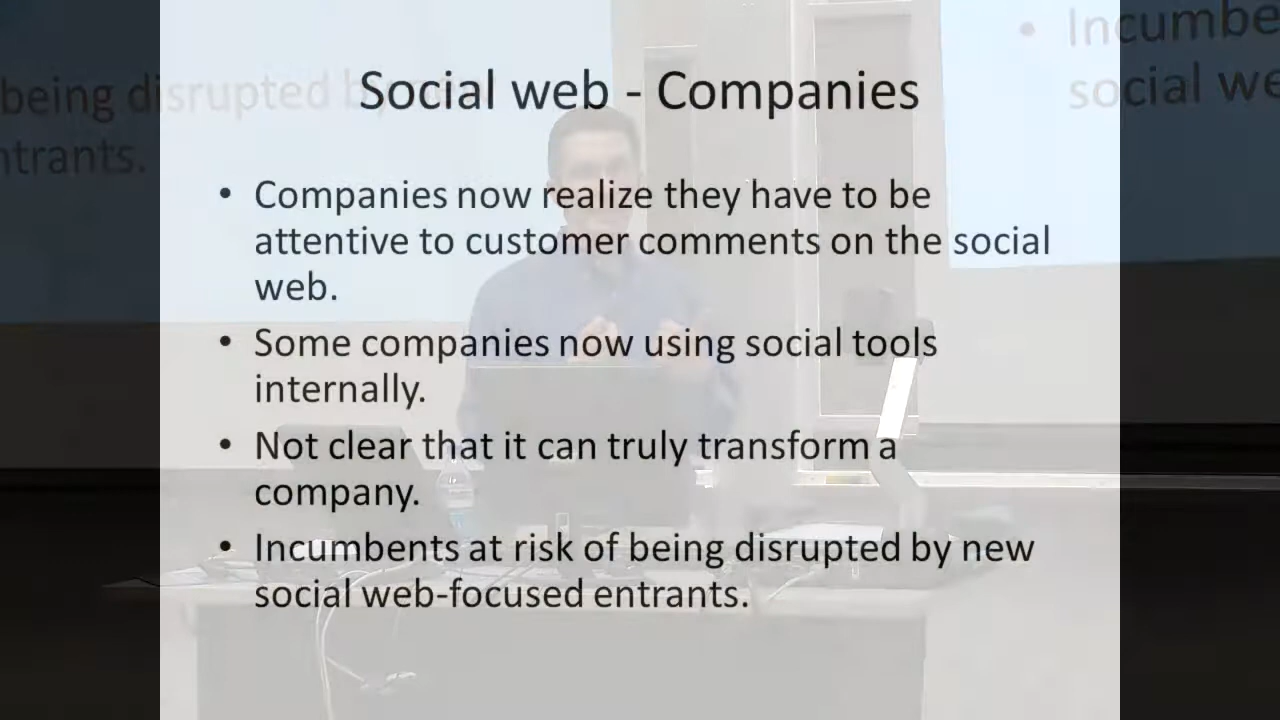 Incumbe
being disrupted b
social we
ntrants.
Social web - Companies
• Companies now realize they have to be
attentive to customer comments on the social
web.
• Some companies now using social tools
internally.
• Not clear that it can truly transform a
company.
• Incumbents at risk of being disrupted by new
social web-focused entrants.